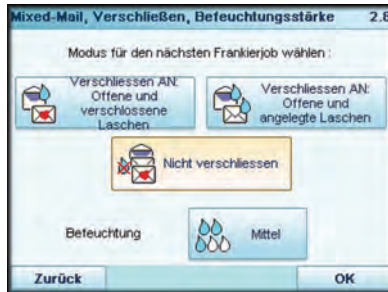 Mixed-Mail, Verschließen, Befeuchtungsstärke 2.8
Modus für den nächsten Frankierjob wählen :
Verschliessen AN:
Offene und
verschlossene
Laschen
Verschliessen AN:
Offene und
angelegte Laschen
Nicht verschliessen
Befeuchtung
Mittel
Zurück
OK